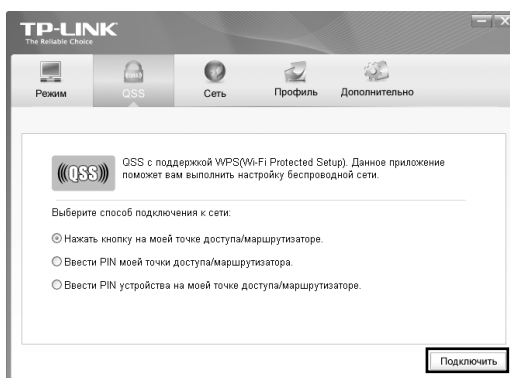 TP-LINK
The Reliable Choice
Режим QSS Сеть Профиль Дополнительно
QSS QSS с поддержкой WPS(Wi-Fi Protected Setup). Данное приложение
поможет вам выполнить настройку беспроводной сети.
Выберите способ подключения к сети:
Нажать кнопку на моей точке доступа/маршрутизаторе.
Ввести PIN моей точки доступа/маршрутизатора.
Ввести PIN устройства на моей точке доступа/маршрутизаторе.
Подключить